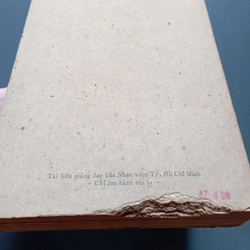 Tài liệu giảng dạy của Nhạc viện T.P. Hồ Chí Minh
- Chỉ lưu hành nội bộ -